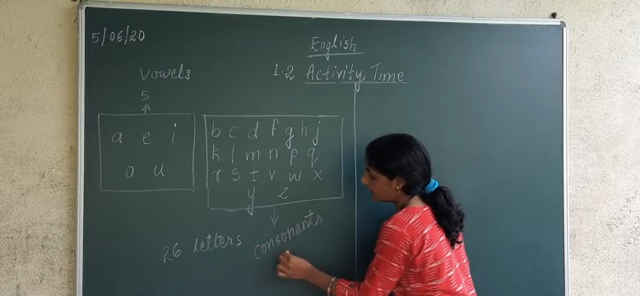 5/06/20
English
1.2 Activity Time
vowels
5
a e i
o u
b c d f g h j
k l m n p q
r s t v w x
y z
26 letters
consonants